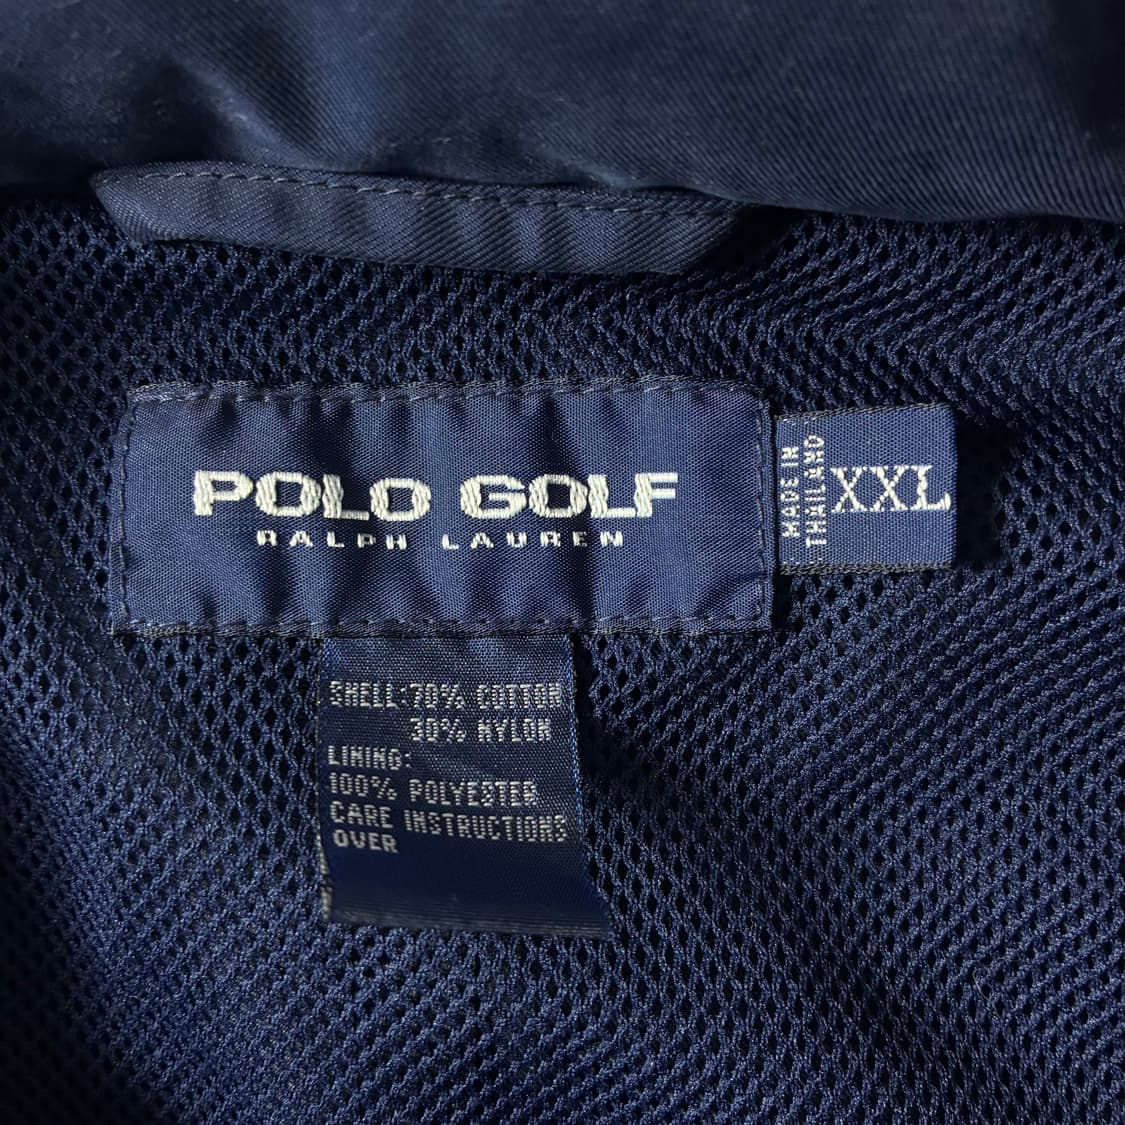 POLO GOLF
RALPH LAUREN
MADE IN
THAILAND
XXL
SHELL:70% COTTON
30% NYLON
LINING:
100% POLYESTER
CARE INSTRUCTIONS
OVER